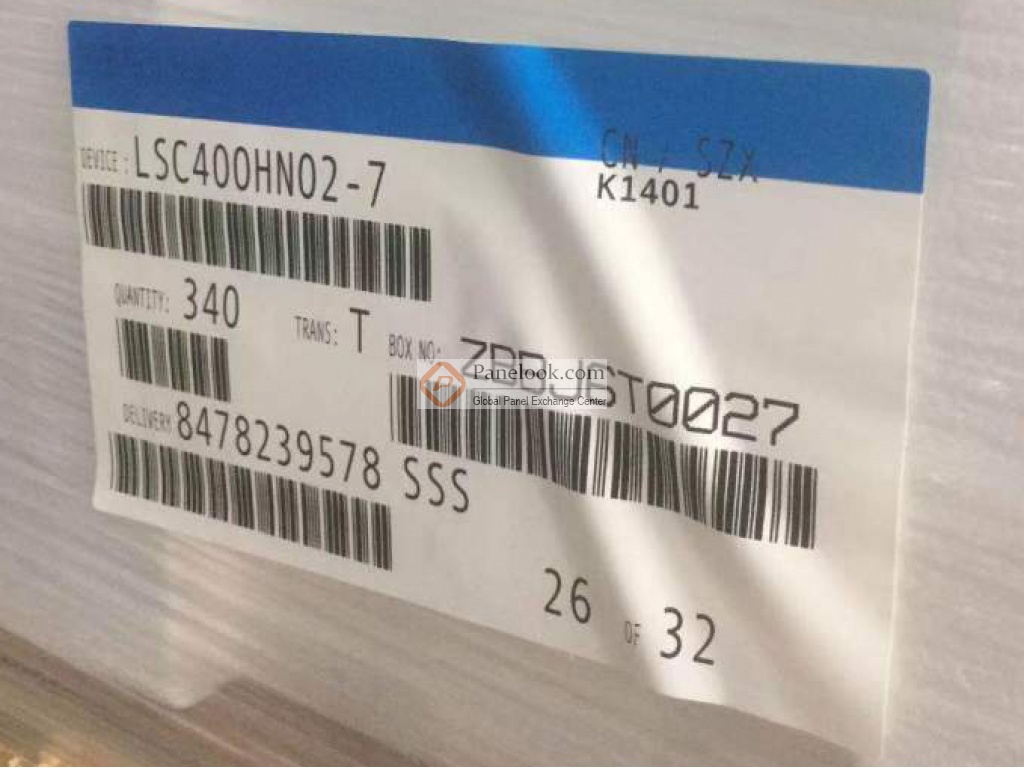 DEVICE: LSC400HN02-7
CN / SZX
K1401
QUANTITY: 340
TRANS: T
BOX NO: ZBBJ6T0027
Panelook.com
Global Panel Exchange Center
DELIVERY 8478239578 SSS
26 OF 32